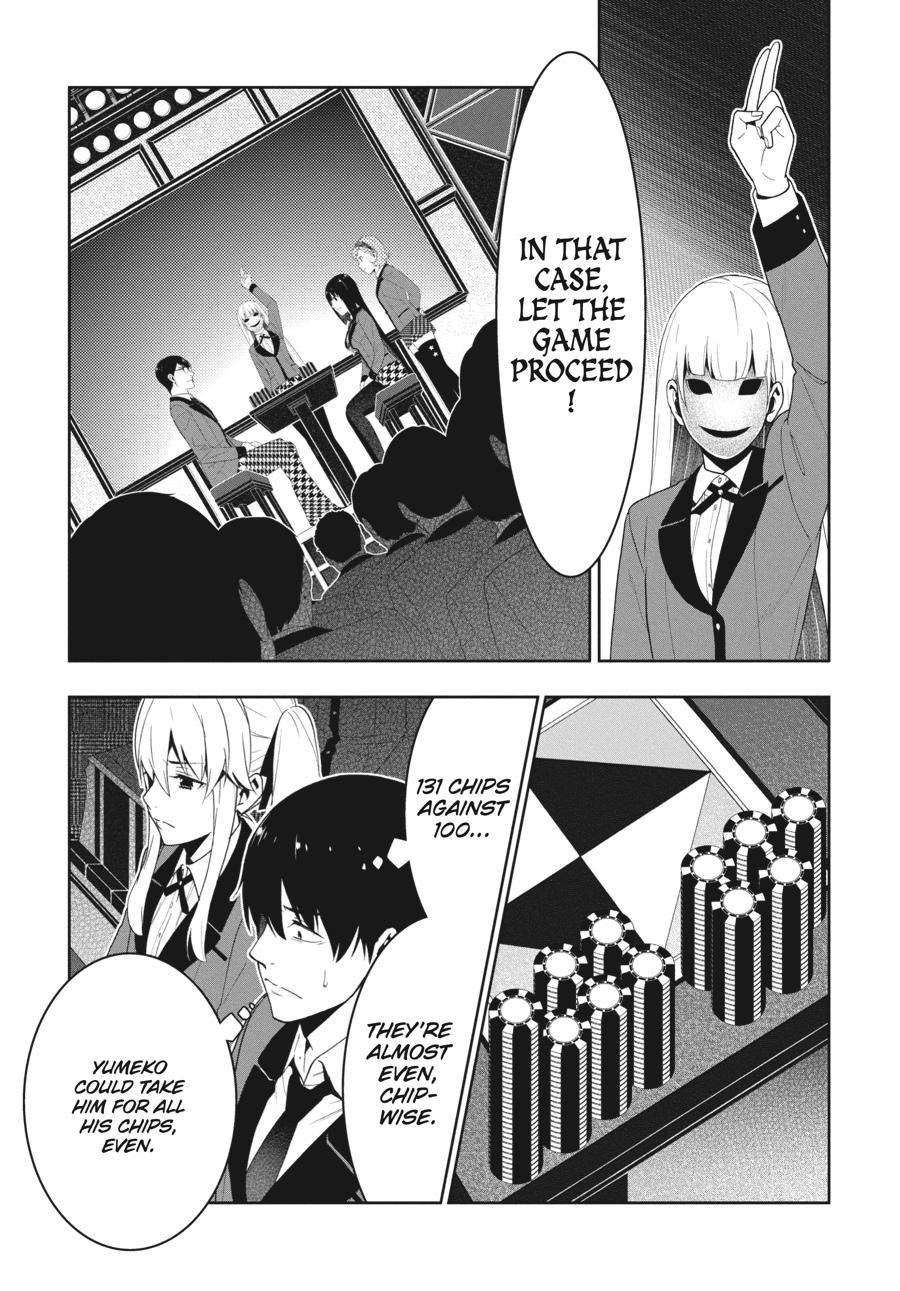 IN THAT
CASE,
LET THE
GAME
PROCEED
!
131 CHIPS
AGAINST
100...
THEY'RE
ALMOST
EVEN,
CHIP-
WISE.
YUMEKO
COULD TAKE
HIM FOR ALL
HIS CHIPS,
EVEN.